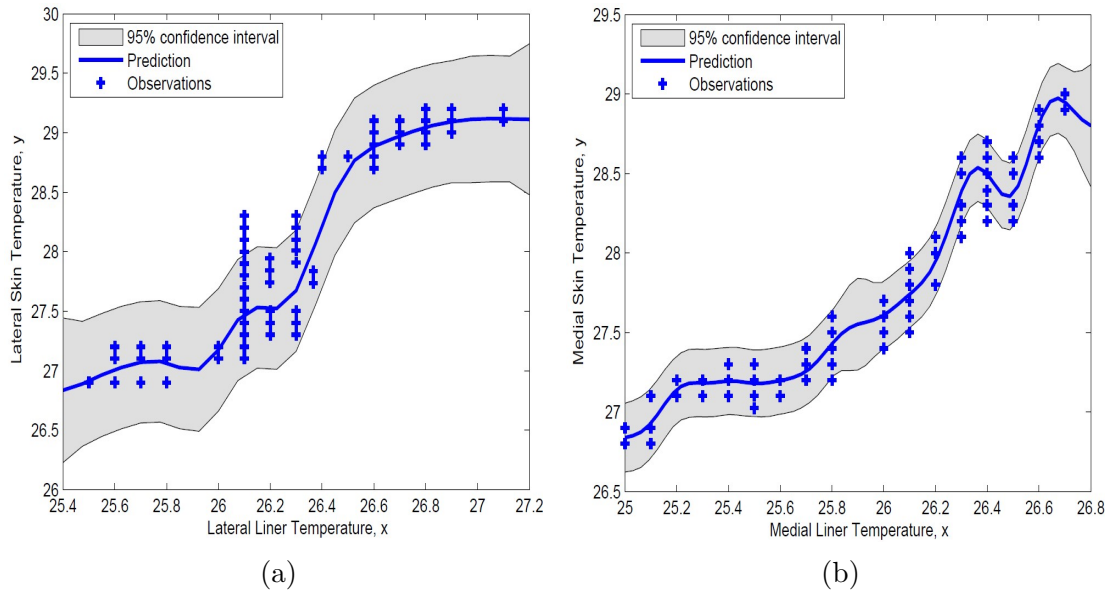 30
29.5
29
28.5
28
27.5
27
26.5
26
Lateral Skin Temperature, y
95% confidence interval
Prediction
Observations
25.4 25.6 25.8 26 26.2 26.4 26.6 26.8 27 27.2
Lateral Liner Temperature, x
(a)
29.5
29
28.5
28
27.5
27
26.5
Medial Skin Temperature, y
95% confidence interval
Prediction
Observations
25 25.2 25.4 25.6 25.8 26 26.2 26.4 26.6 26.8
Medial Liner Temperature, x
(b)